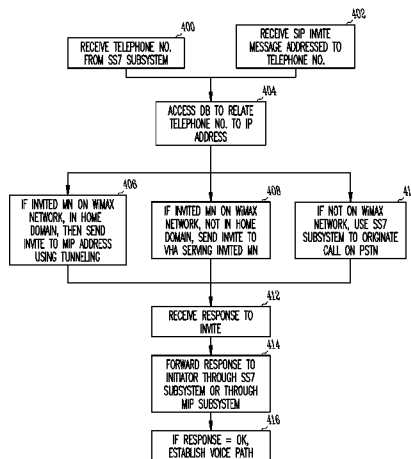 400
RECEIVE TELEPHONE NO.
FROM SS7 SUBSYSTEM
402
RECEIVE SIP INVITE
MESSAGE ADDRESSED TO
TELEPHONE NO.
404
ACCESS DB TO RELATE
TELEPHONE NO. TO IP
ADDRESS
406
IF INVITED MN ON WiMAX
NETWORK, IN HOME
DOMAIN, THEN SEND
INVITE TO MIP ADDRESS
USING TUNNELING
408
IF INVITED MN ON WiMAX
NETWORK, NOT IN HOME
DOMAIN, SEND INVITE TO
VHA SERVING INVITED MN
41
IF NOT ON WiMAX
NETWORK, USE SS7
SUBSYSTEM TO ORIGINATE
CALL ON PSTN
412
RECEIVE RESPONSE TO
INVITE
414
FORWARD RESPONSE TO
INITIATOR THROUGH SS7
SUBSYSTEM OR THROUGH
MIP SUBSYSTEM
416
IF RESPONSE = OK,
ESTABLISH VOICE PATH